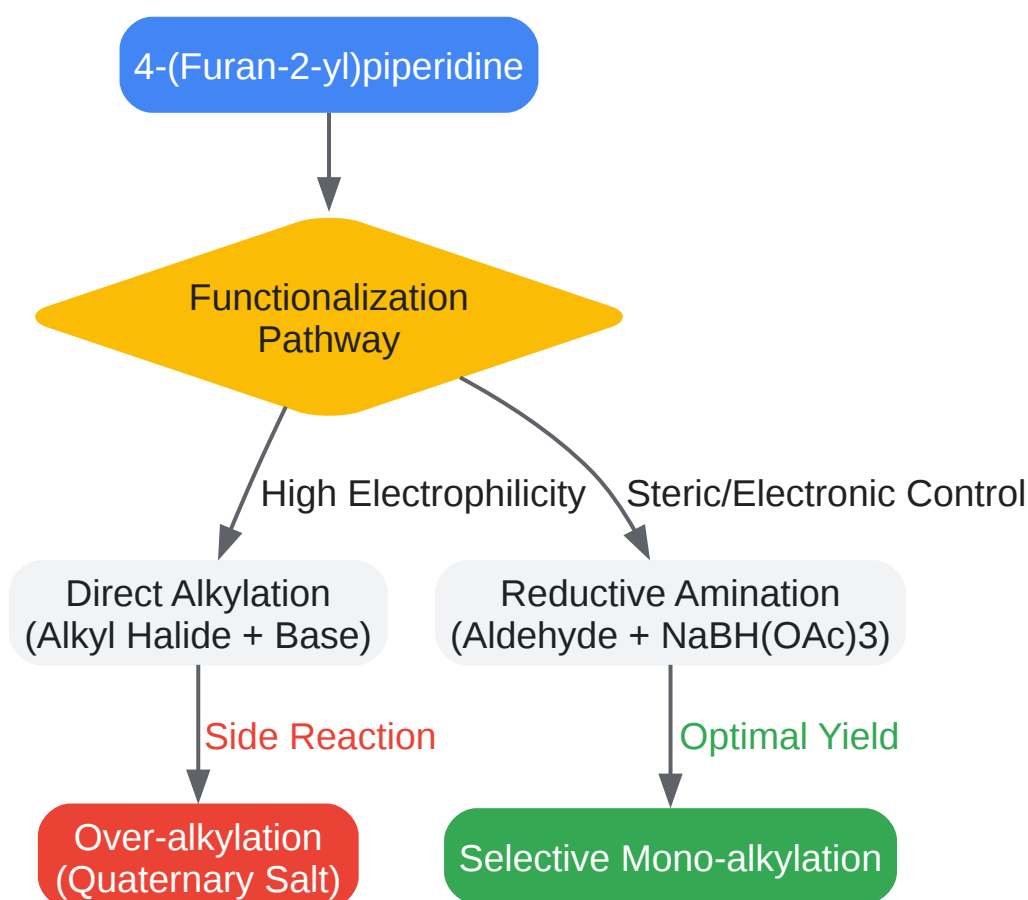 4-(Furan-2-yl)piperidine
Functionalization
Pathway
High Electrophilicity
Steric/Electronic Control
Direct Alkylation
(Alkyl Halide + Base)
Reductive Amination
(Aldehyde + NaBH(OAc)3)
Side Reaction
Optimal Yield
Over-alkylation
(Quaternary Salt)
Selective Mono-alkylation